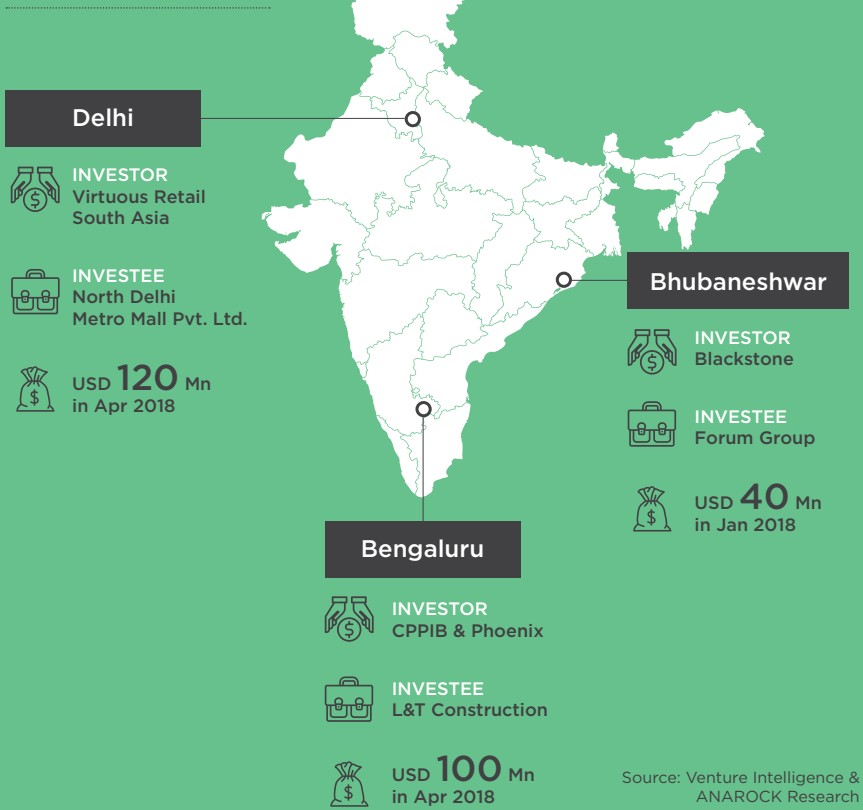 Delhi
INVESTOR
Virtuous Retail
South Asia
INVESTEE
North Delhi
Metro Mall Pvt. Ltd.
USD 120 Mn
in Apr 2018
Bhubaneshwar
INVESTOR
Blackstone
INVESTEE
Forum Group
USD 40 Mn
in Jan 2018
Bengaluru
INVESTOR
CPPIB & Phoenix
INVESTEE
L&T Construction
USD 100 Mn
in Apr 2018
Source: Venture Intelligence &
ANAROCK Research